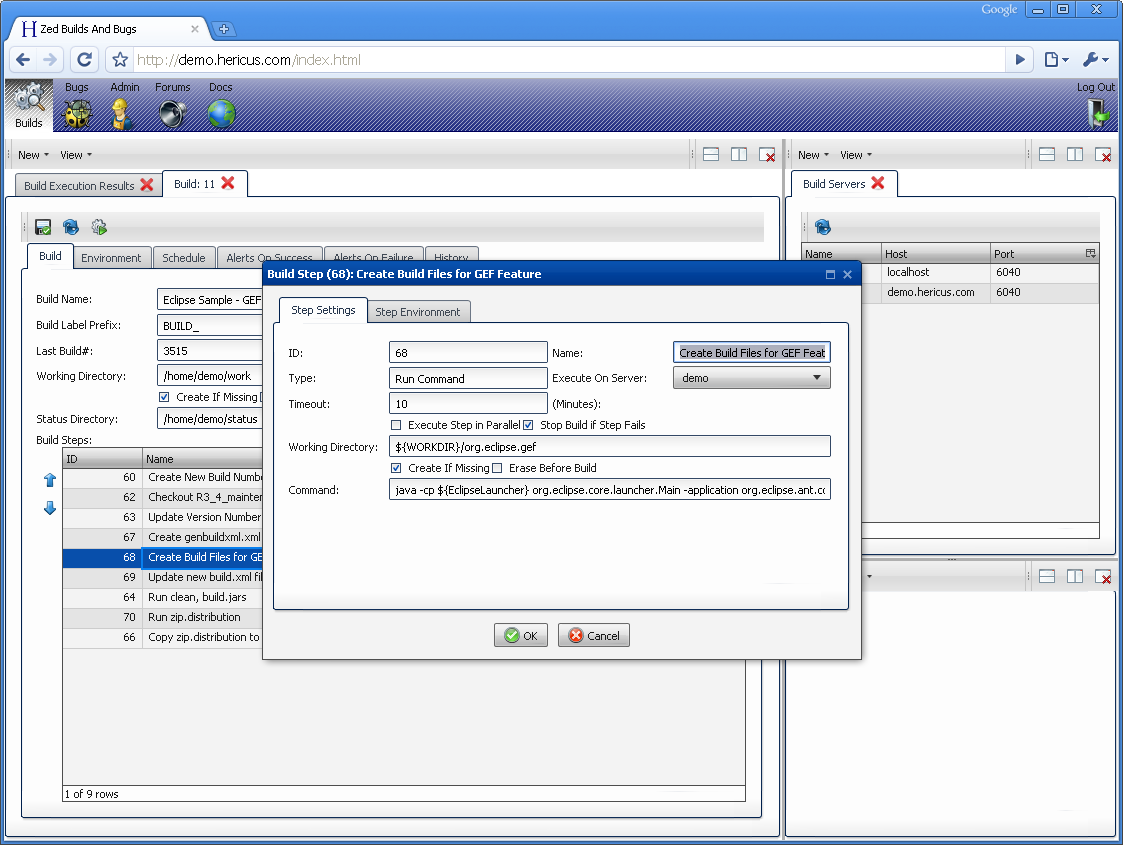 Google
Zed Builds And Bugs
http://demo.hericus.com/index.html
Builds
Bugs
Admin
Forums
Docs
Log Out
New View
New View
Build Execution Results
Build: 11
Build Servers
Build
Environment
Schedule
Alerts On Success
Alerts On Failure
History
Name Host Port
localhost 6040
demo.hericus.com 6040
Build Name: Eclipse Sample - GEF
Build Label Prefix: BUILD_
Last Build#: 3515
Working Directory: /home/demo/work
Create If Missing
Status Directory: /home/demo/status
Build Steps:
ID Name
60 Create New Build Numbe
62 Checkout R3_4_mainten
63 Update Version Number
67 Create genbuildxml.xml
68 Create Build Files for GE
69 Update new build.xml fil
64 Run clean, build.jars
70 Run zip.distribution
66 Copy zip.distribution to
1 of 9 rows
Build Step (68): Create Build Files for GEF Feature
Step Settings
Step Environment
ID: 68 Name: Create Build Files for GEF Feat
Type: Run Command Execute On Server: demo
Timeout: 10 (Minutes):
Execute Step in Parallel Stop Build if Step Fails
Working Directory: ${WORKDIR}/org.eclipse.gef
Create If Missing Erase Before Build
Command: java -cp ${EclipseLauncher} org.eclipse.core.launcher.Main -application org.eclipse.ant.co
OK Cancel